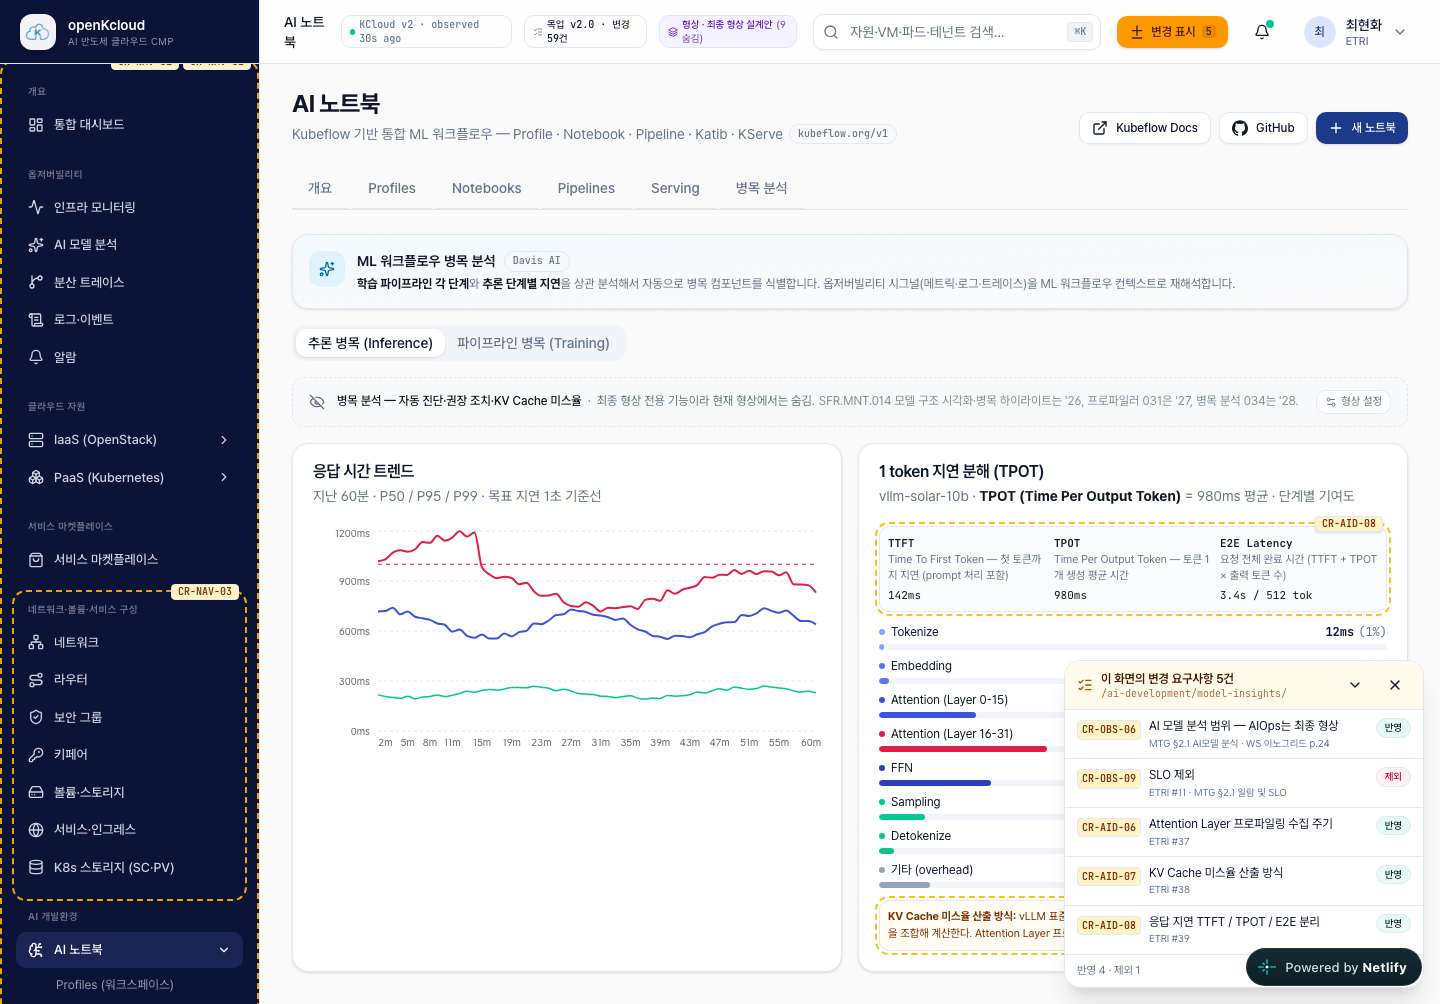 openKcloud
AI 반도체 클라우드 CMP
AI 노트북
KCloud v2 · observed 30s ago
목업 v2.0 · 변경 59건
형상 · 최종 형상 설계안 (9 숨김)
자원·VM·파드·테넌트 검색...
⌘K
변경 표시 5
최
최현화
ETRI
개요
통합 대시보드
옵저버빌리티
인프라 모니터링
AI 모델 분석
분산 트레이스
로그·이벤트
알람
클라우드 자원
IaaS (OpenStack)
PaaS (Kubernetes)
서비스 마켓플레이스
서비스 마켓플레이스
CR-NAV-03
네트워크·볼륨·서비스 구성
네트워크
라우터
보안 그룹
키페어
볼륨·스토리지
서비스·인그레스
K8s 스토리지 (SC·PV)
AI 개발환경
AI 노트북
Profiles (워크스페이스)
AI 노트북
Kubeflow 기반 통합 ML 워크플로우 — Profile · Notebook · Pipeline · Katib · KServe
kubeflow.org/v1
Kubeflow Docs
GitHub
새 노트북
개요
Profiles
Notebooks
Pipelines
Serving
병목 분석
ML 워크플로우 병목 분석
Davis AI
학습 파이프라인 각 단계와 추론 단계별 지연을 상관 분석해서 자동으로 병목 컴포넌트를 식별합니다. 옵저버빌리티 시그널(메트릭·로그·트레이스)을 ML 워크플로우 컨텍스트로 재해석합니다.
추론 병목 (Inference)
파이프라인 병목 (Training)
병목 분석 — 자동 진단·권장 조치·KV Cache 미스율 · 최종 형상 전용 기능이라 현재 형상에서는 숨김. SFR.MNT.014 모델 구조 시각화·병목 하이라이트는 '26, 프로파일러 031은 '27, 병목 분석 034는 '28.
형상 설정
응답 시간 트렌드
지난 60분 · P50 / P95 / P99 · 목표 지연 1초 기준선
1200ms
900ms
600ms
300ms
0ms
2m 5m 8m 11m 15m 19m 23m 27m 31m 35m 39m 43m 47m 51m 55m 60m
1 token 지연 분해 (TPOT)
vllm-solar-10b · TPOT (Time Per Output Token) = 980ms 평균 · 단계별 기여도
CR-AID-08
TTFT
Time To First Token — 첫 토큰까지 지연 (prompt 처리 포함)
142ms
TPOT
Time Per Output Token — 토큰 1개 생성 평균 시간
980ms
E2E Latency
요청 전체 완료 시간 (TTFT + TPOT × 출력 토큰 수)
3.4s / 512 tok
Tokenize
12ms (1%)
Embedding
Attention (Layer 0-15)
Attention (Layer 16-31)
FFN
Sampling
Detokenize
기타 (overhead)
KV Cache 미스율 산출 방식: vLLM 표준
을 조합해 계산한다. Attention Layer
이 화면의 변경 요구사항 5건
/ai-development/model-insights/
CR-OBS-06
AI 모델 분석 범위 — AIOps는 최종 형상
MTG §2.1 AI모델 분석 · WS 이노그리드 p.24
반영
CR-OBS-09
SLO 제외
ETRI #11 · MTG §2.1 알람 및 SLO
제외
CR-AID-06
Attention Layer 프로파일링 수집 주기
ETRI #37
반영
CR-AID-07
KV Cache 미스율 산출 방식
ETRI #38
반영
CR-AID-08
응답 지연 TTFT / TPOT / E2E 분리
ETRI #39
반영
반영 4 · 제외 1
Powered by Netlify